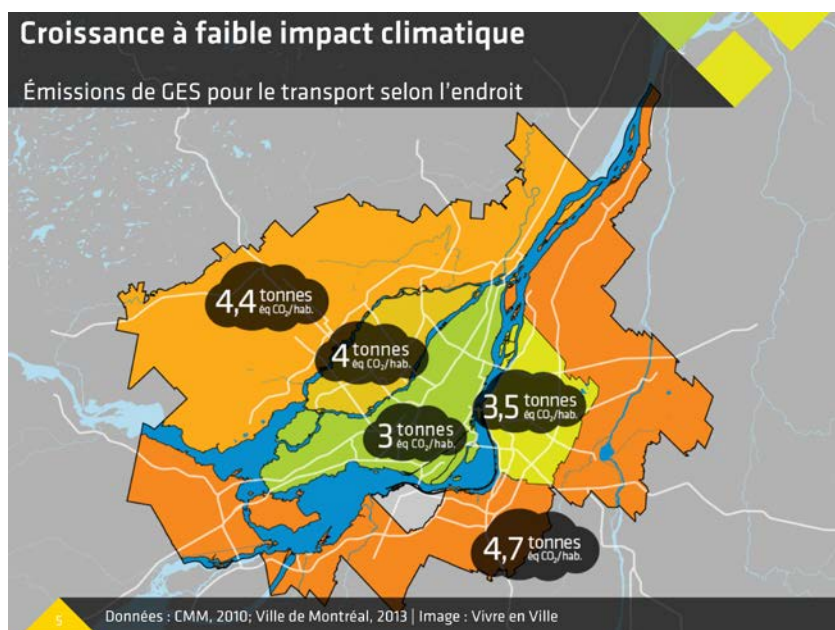 Croissance à faible impact climatique
Émissions de GES pour le transport selon l'endroit
4,4 tonnes
éq CO₂/hab.
4 tonnes
éq CO₂/hab.
3,5 tonnes
éq CO₂/hab.
3 tonnes
éq CO₂/hab.
4,7 tonnes
éq CO₂/hab.
5 Données : CMM, 2010; Ville de Montréal, 2013 | Image : Vivre en Ville